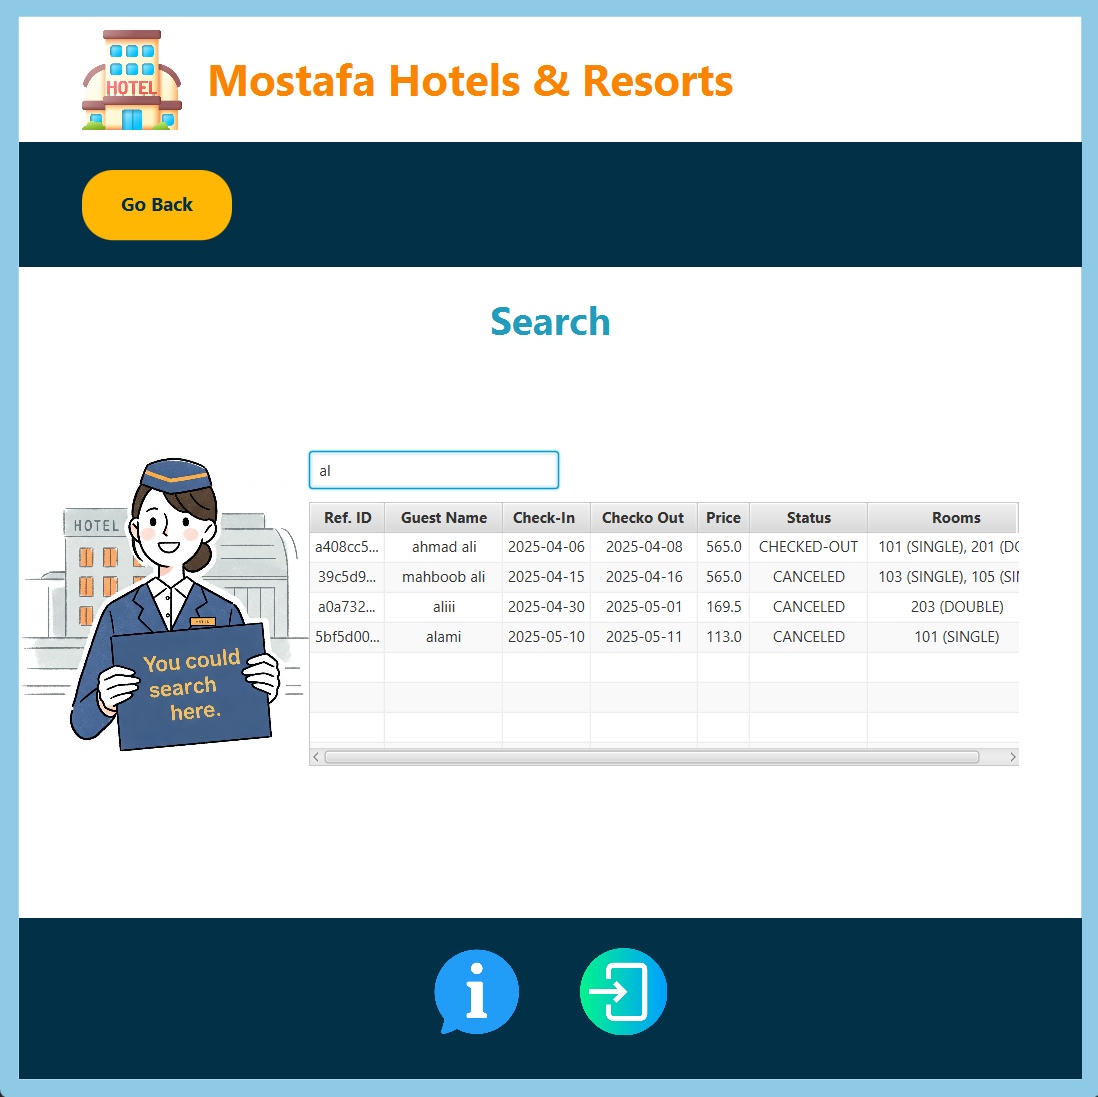 HOTEL
Mostafa Hotels & Resorts
Go Back
Search
al
Ref. ID Guest Name Check-In Checko Out Price Status Rooms
a408cc5... ahmad ali 2025-04-06 2025-04-08 565.0 CHECKED-OUT 101 (SINGLE), 201 (DO
39c5d9... mahboob ali 2025-04-15 2025-04-16 565.0 CANCELED 103 (SINGLE), 105 (SIN
a0a732... aliii 2025-04-30 2025-05-01 169.5 CANCELED 203 (DOUBLE)
5bf5d00... alami 2025-05-10 2025-05-11 113.0 CANCELED 101 (SINGLE)
HOTEL
You could
search
here.